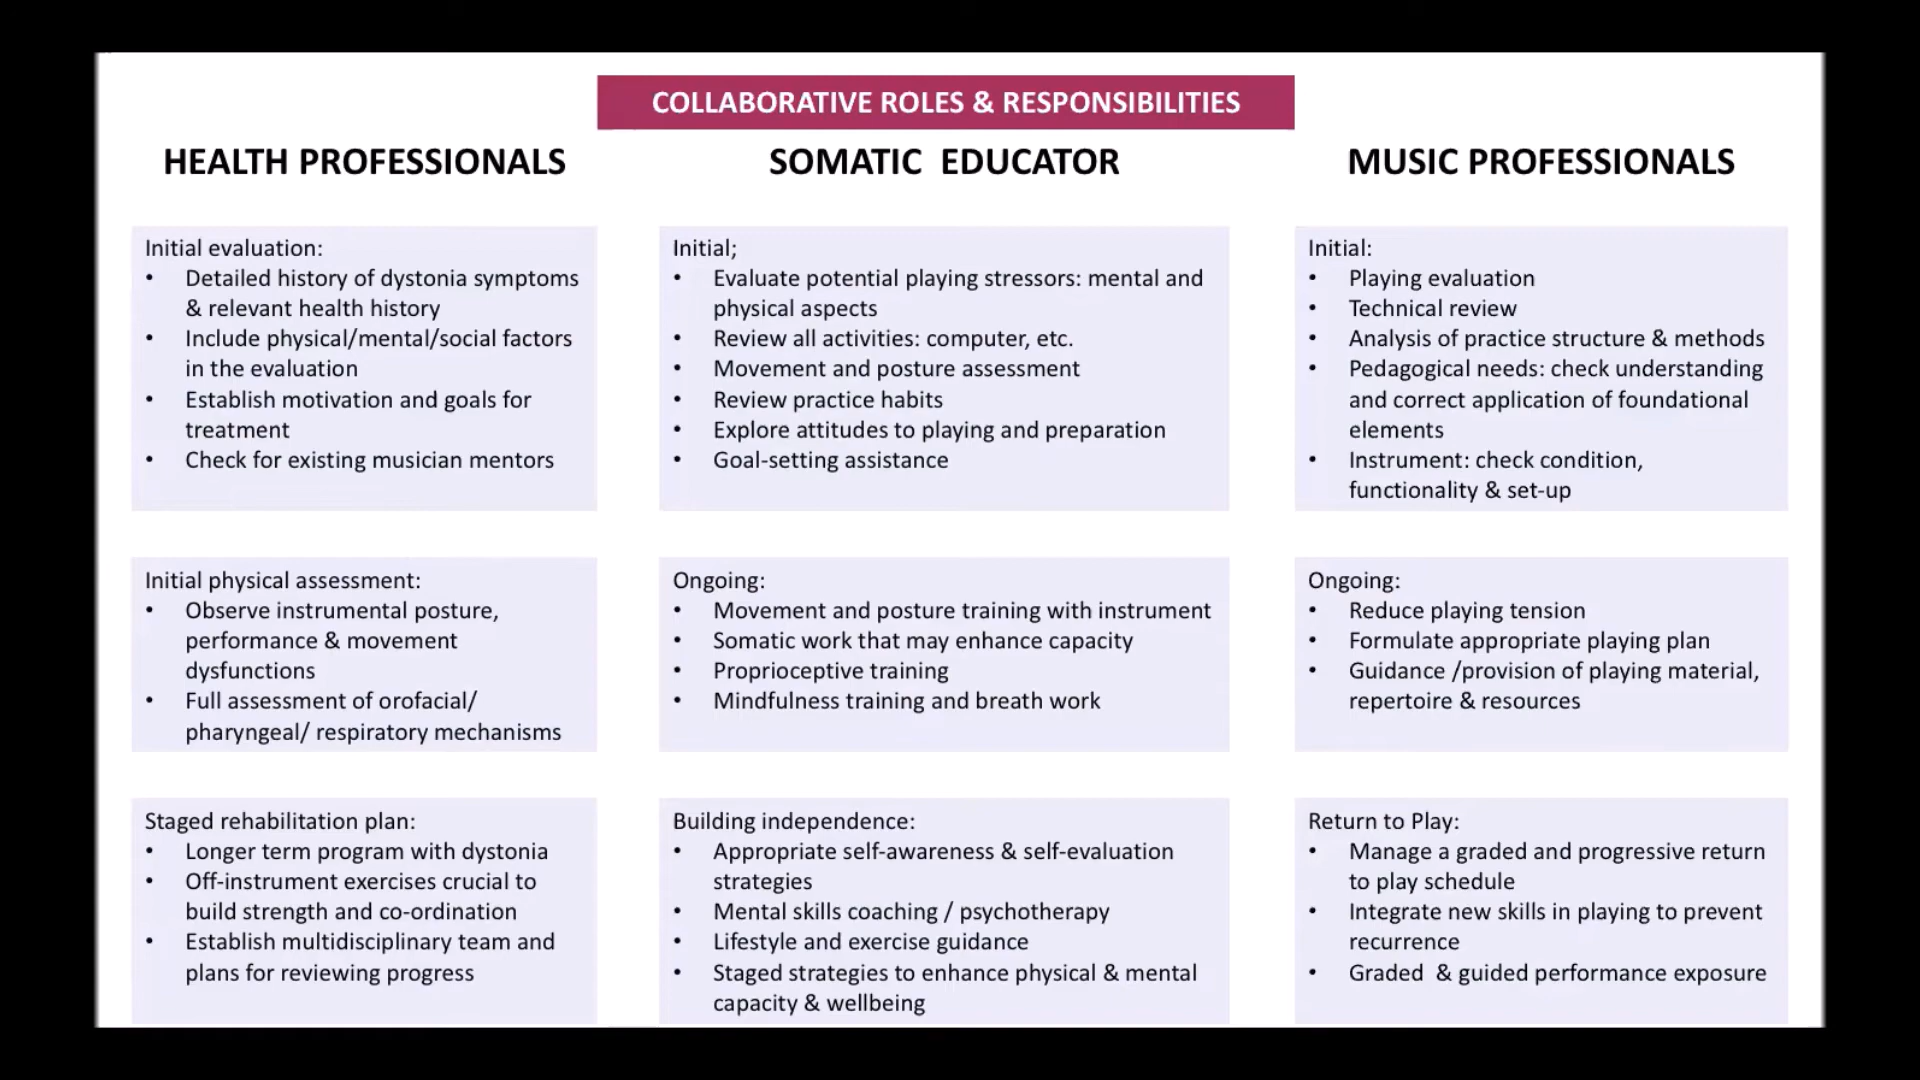 COLLABORATIVE ROLES & RESPONSIBILITIES
HEALTH PROFESSIONALS
Initial evaluation:
• Detailed history of dystonia symptoms
& relevant health history
• Include physical/mental/social factors
in the evaluation
• Establish motivation and goals for
treatment
• Check for existing musician mentors
Initial physical assessment:
• Observe instrumental posture,
performance & movement
dysfunctions
• Full assessment of orofacial/
pharyngeal/ respiratory mechanisms
Staged rehabilitation plan:
• Longer term program with dystonia
• Off-instrument exercises crucial to
build strength and co-ordination
• Establish multidisciplinary team and
plans for reviewing progress
SOMATIC  EDUCATOR
Initial;
• Evaluate potential playing stressors: mental and
physical aspects
• Review all activities: computer, etc.
• Movement and posture assessment
• Review practice habits
• Explore attitudes to playing and preparation
• Goal-setting assistance
Ongoing:
• Movement and posture training with instrument
• Somatic work that may enhance capacity
• Proprioceptive training
• Mindfulness training and breath work
Building independence:
• Appropriate self-awareness & self-evaluation
strategies
• Mental skills coaching / psychotherapy
• Lifestyle and exercise guidance
• Staged strategies to enhance physical & mental
capacity & wellbeing
MUSIC PROFESSIONALS
Initial:
• Playing evaluation
• Technical review
• Analysis of practice structure & methods
• Pedagogical needs: check understanding
and correct application of foundational
elements
• Instrument: check condition,
functionality & set-up
Ongoing:
• Reduce playing tension
• Formulate appropriate playing plan
• Guidance /provision of playing material,
repertoire & resources
Return to Play:
• Manage a graded and progressive return
to play schedule
• Integrate new skills in playing to prevent
recurrence
• Graded  & guided performance exposure